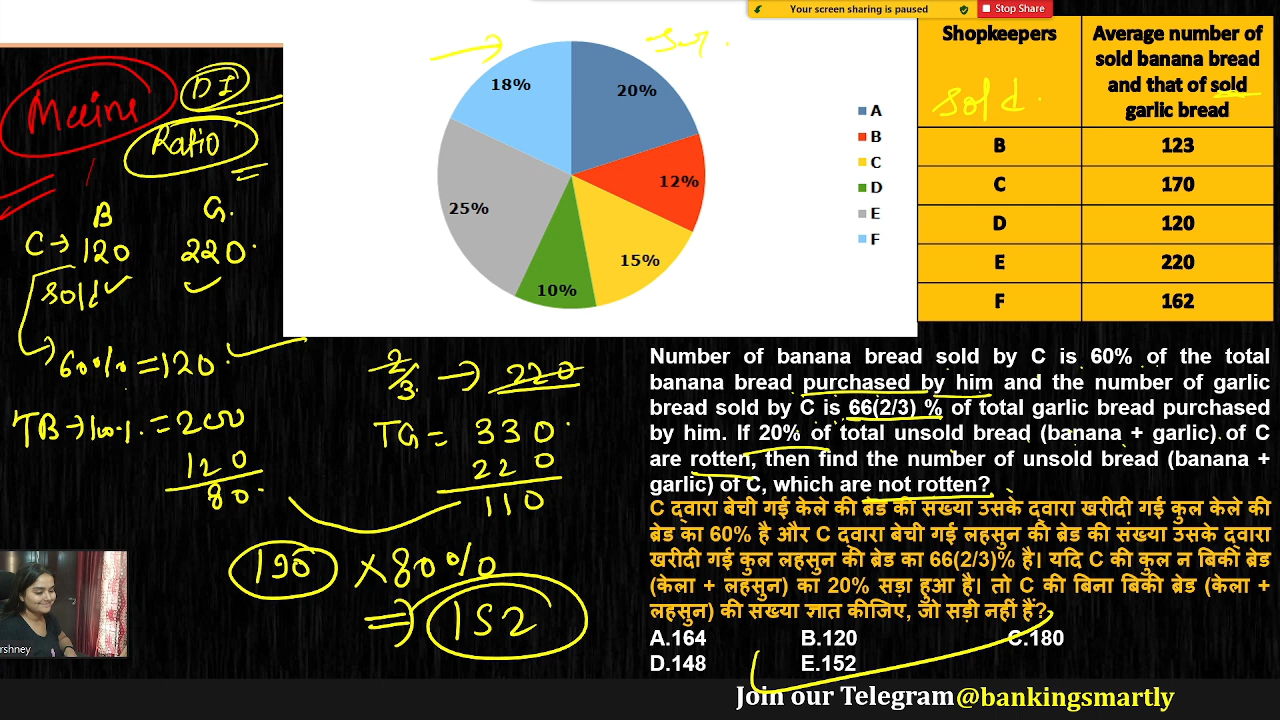 Your screen sharing is paused
Stop Share
DI
Ratio
B G.
C → 120 220
sold
60% = 120
TB → 100% = 200
120
80
2/3 → 220
TG = 330
220
110
190 × 80%
⇒ 152
20%
12%
15%
10%
25%
18%
A
B
C
D
E
F
Shopkeepers
Average number of
sold banana bread
and that of sold
garlic bread
sold
B 123
C 170
D 120
E 220
F 162
Number of banana bread sold by C is 60% of the total
banana bread purchased by him and the number of garlic
bread sold by C is 66(2/3) % of total garlic bread purchased
by him. If 20% of total unsold bread (banana + garlic) of C
are rotten, then find the number of unsold bread (banana +
garlic) of C, which are not rotten?
C द्वारा बेची गई केले की ब्रेड की संख्या उसके द्वारा खरीदी गई कुल केले की
ब्रेड का 60% है और C द्वारा बेची गई लहसुन की ब्रेड की संख्या उसके द्वारा
खरीदी गई कुल लहसुन की ब्रेड का 66(2/3)% है। यदि C की कुल न बिकी ब्रेड
(केला + लहसुन) का 20% सड़ा हुआ है। तो C की बिना बिकी ब्रेड (केला +
लहसुन) की संख्या ज्ञात कीजिए, जो सड़ी नहीं हैं?
A.164 B.120 C.180
D.148 E.152
rshney
Join our Telegram@bankingsmartly